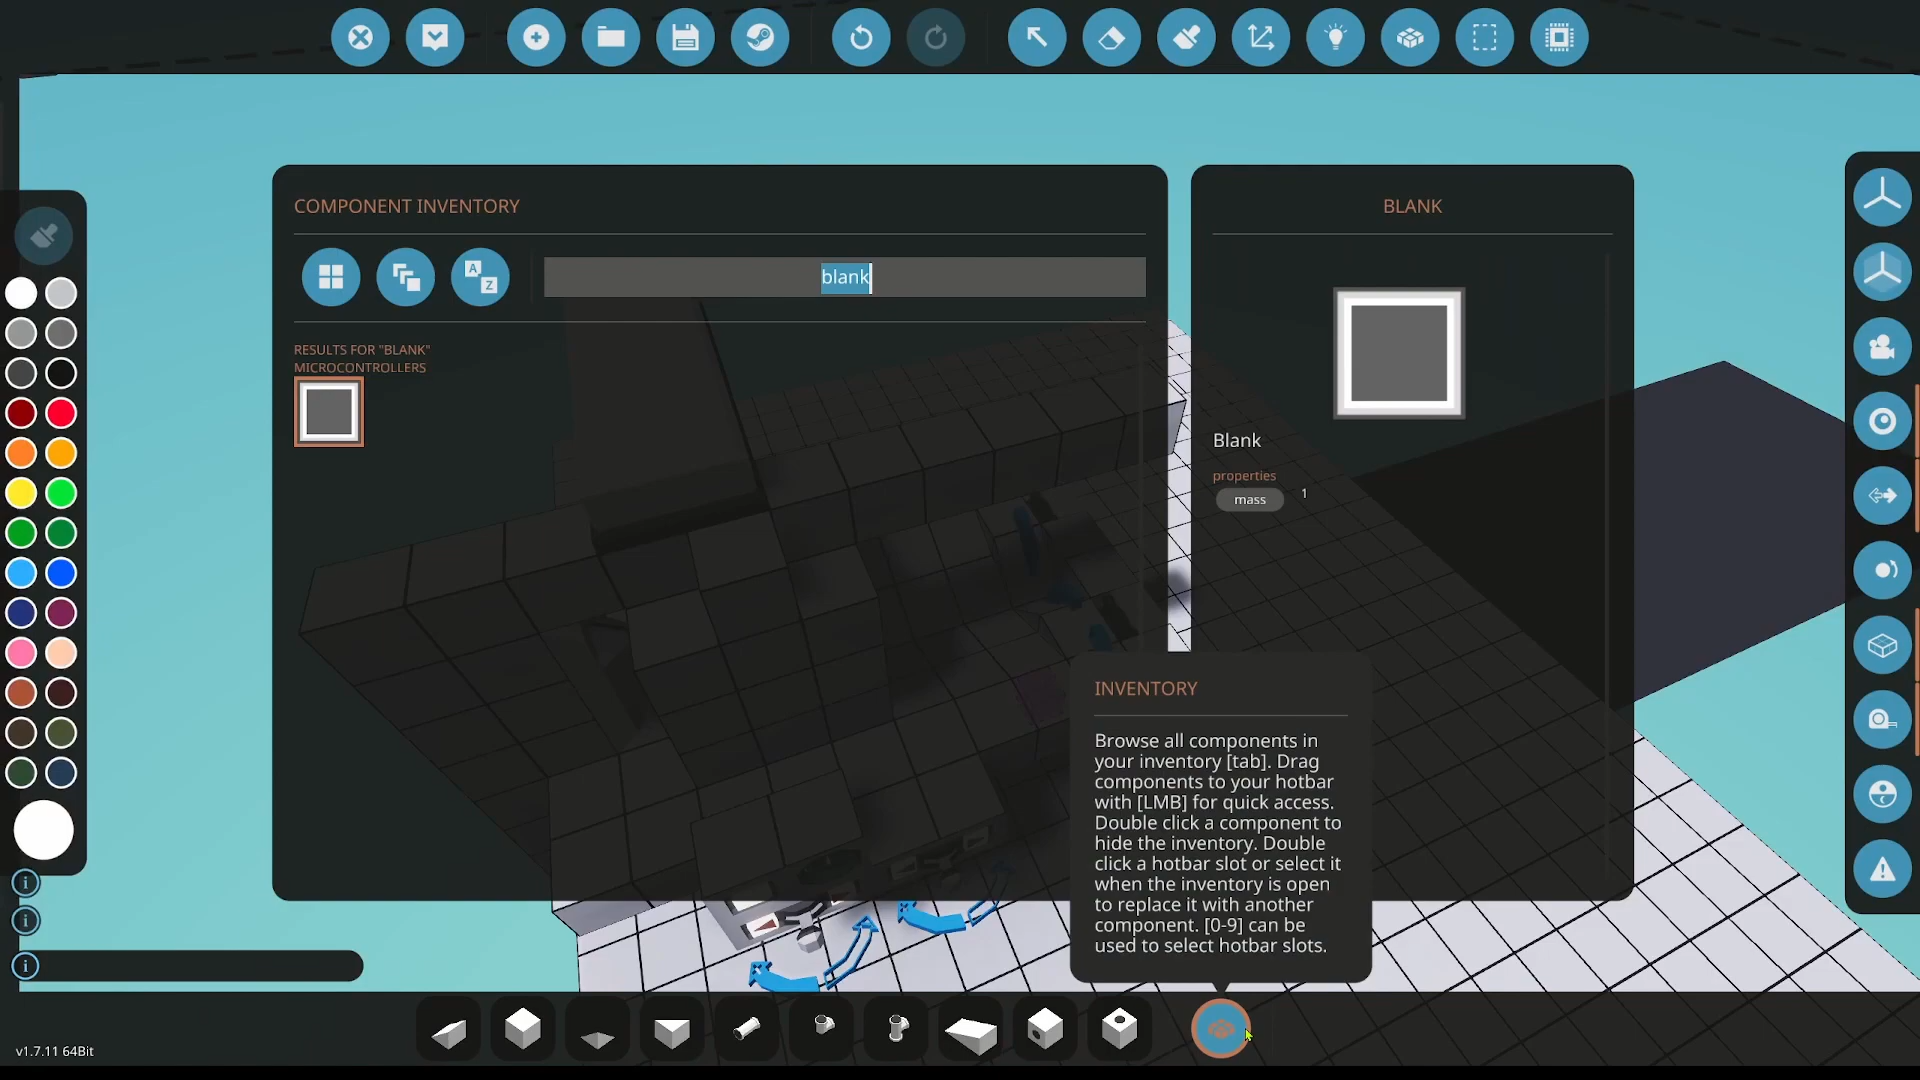 COMPONENT INVENTORY
A
Z
blank
RESULTS FOR "BLANK"
MICROCONTROLLERS
BLANK
Blank
properties
mass 1
INVENTORY
Browse all components in
your inventory [tab]. Drag
components to your hotbar
with [LMB] for quick access.
Double click a component to
hide the inventory. Double
click a hotbar slot or select it
when the inventory is open
to replace it with another
component. [0-9] can be
used to select hotbar slots.
i
i
i
v1.7.11 64Bit